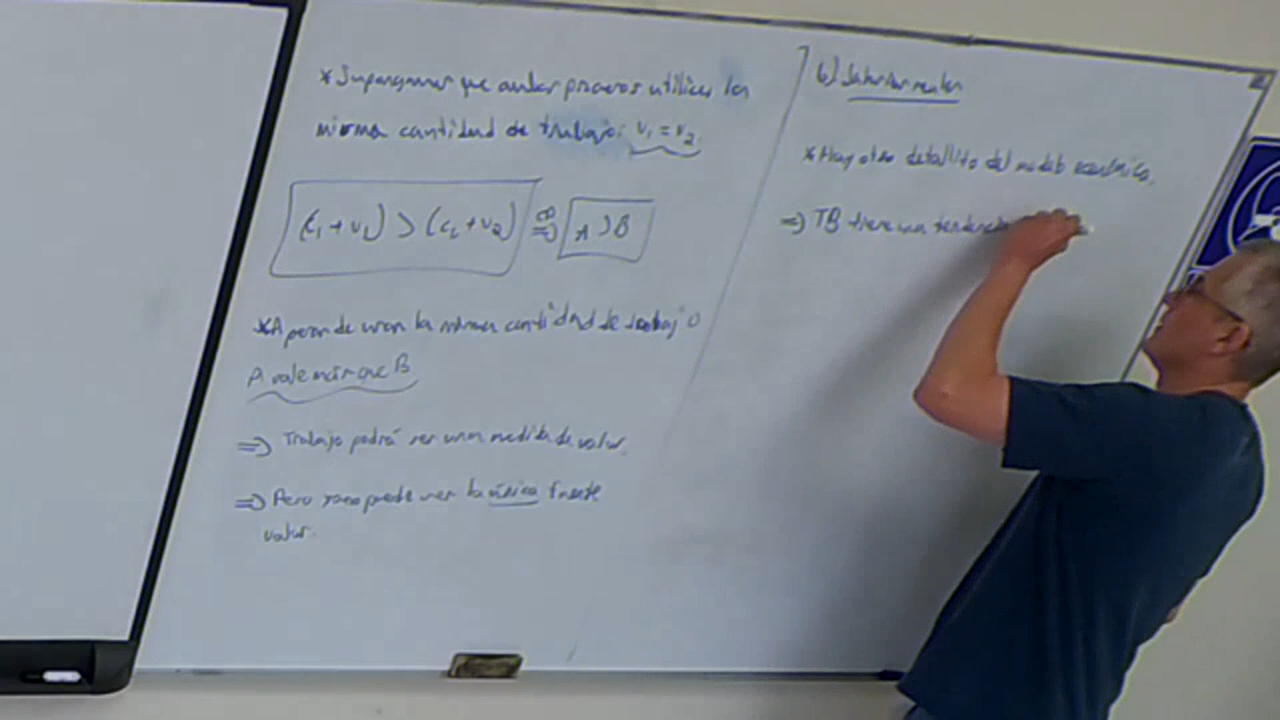 * Supongamos que ambos procesos utilicen la
misma cantidad de trabajo: v₁ = v₂.
(c₁ + v₁) > (c₂ + v₂) ⇒ A > B
* A pesar de usar la misma cantidad de trabajo
A vale más que B
⇒ Trabajo podrá ser una medida de valor.
⇒ Pero ya no puede ser la única fuente
valor.
b)
* Hay otro detallito del modelo económico.
⇒ TB tiene una tendencia